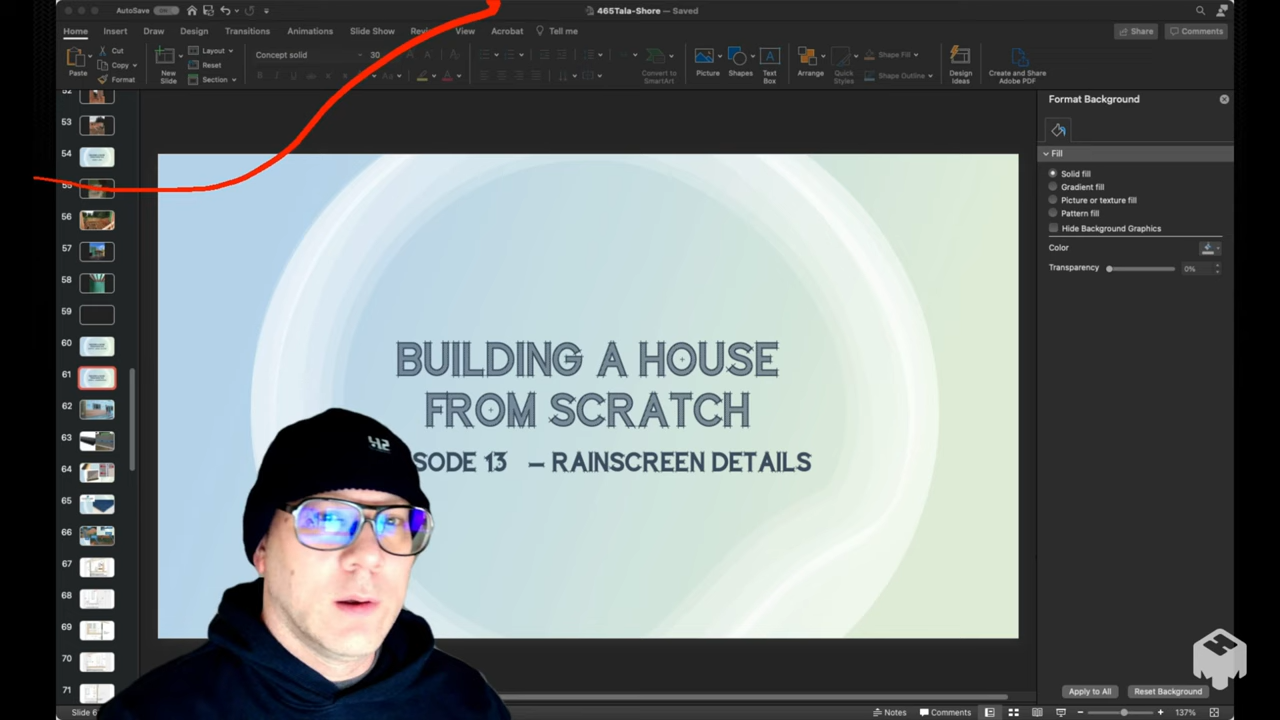 AutoSave
465Tala-Shore — Saved
Home Insert Draw Design Transitions Animations Slide Show View Acrobat Tell me
Share Comments
Paste
Cut
Copy
Format
New Slide
Layout
Reset
Section
Concept solid 30
Convert to SmartArt
Picture
Shapes
Text Box
Arrange
Quick Styles
Shape Fill
Shape Outline
Design Ideas
Create and Share Adobe PDF
52
53
54
55
56
57
58
59
60
61
62
63
64
65
66
67
68
69
70
71
BUILDING A HOUSE
FROM SCRATCH
SODE 13 – RAINSCREEN DETAILS
H2
Format Background
Fill
Solid fill
Gradient fill
Picture or texture fill
Pattern fill
Hide Background Graphics
Color
Transparency 0%
Apply to All Reset Background
Slide 6
Notes Comments 137%